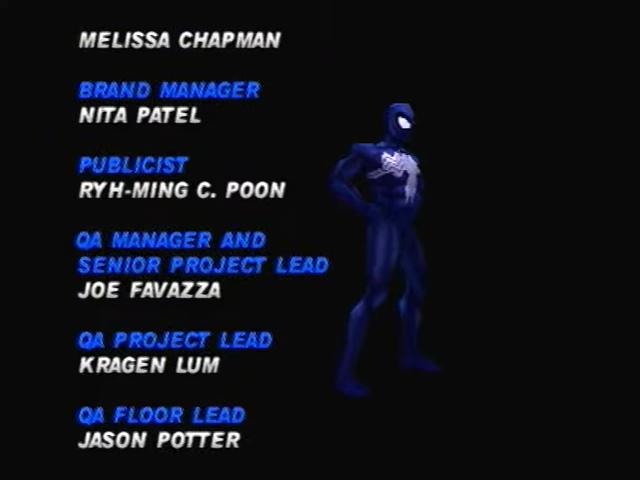 MELISSA CHAPMAN
BRAND MANAGER
NITA PATEL
PUBLICIST
RYH-MING C. POON
QA MANAGER AND
SENIOR PROJECT LEAD
JOE FAVAZZA
QA PROJECT LEAD
KRAGEN LUM
QA FLOOR LEAD
JASON POTTER